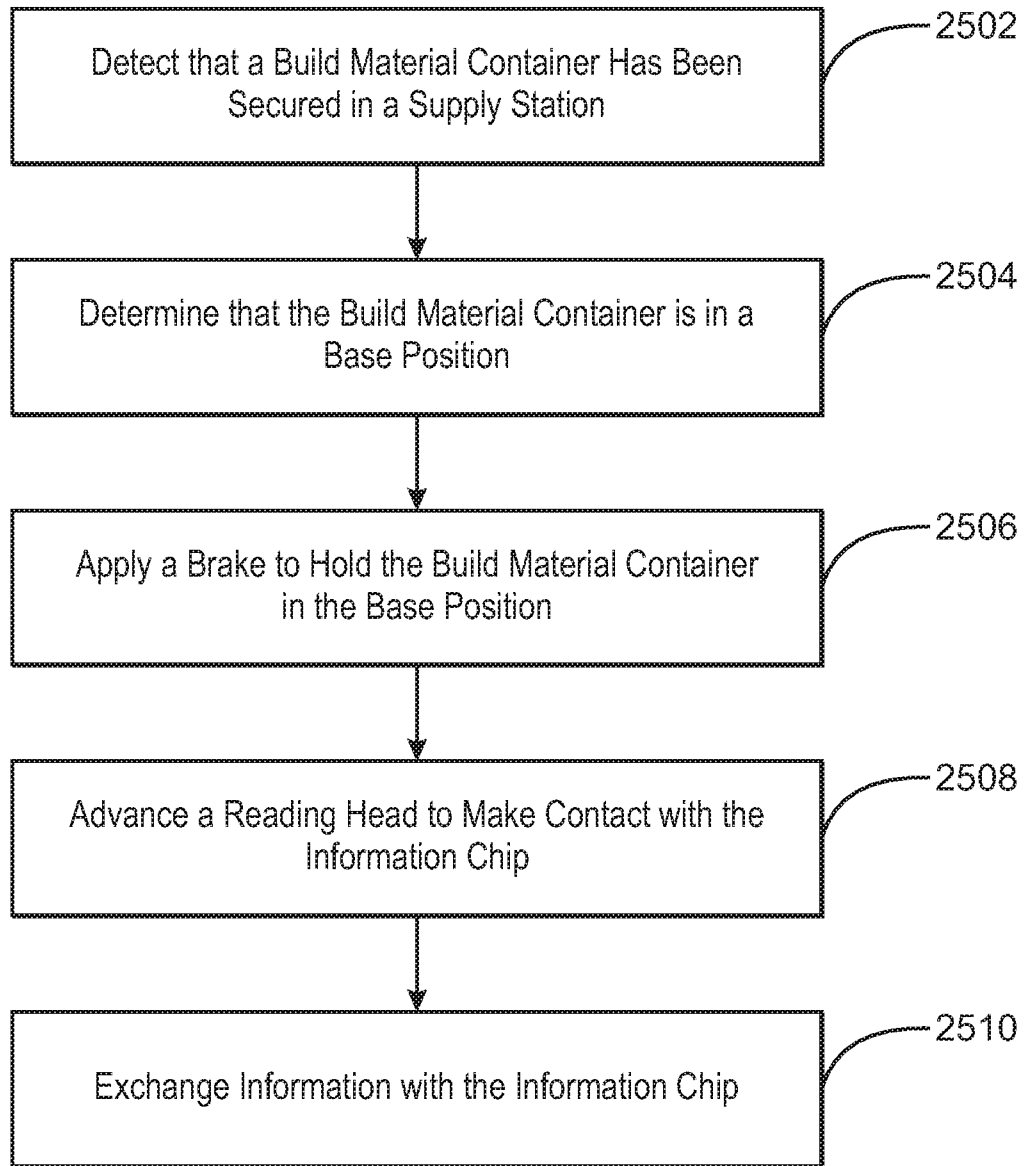 2502
Detect that a Build Material Container Has Been
Secured in a Supply Station
2504
Determine that the Build Material Container is in a
Base Position
2506
Apply a Brake to Hold the Build Material Container
in the Base Position
2508
Advance a Reading Head to Make Contact with the
Information Chip
2510
Exchange Information with the Information Chip